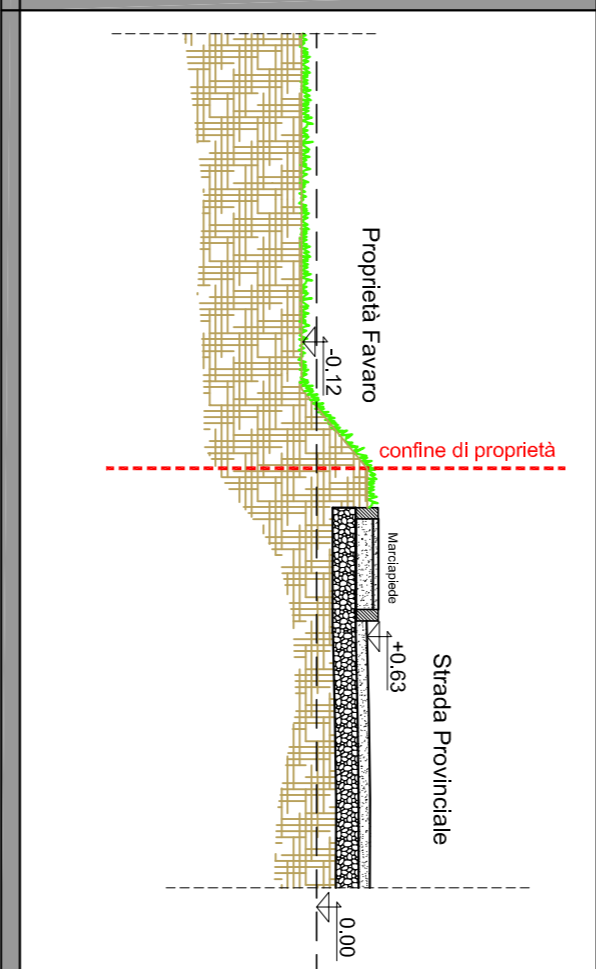 Proprietà Favaro
-0.12
confine di proprietà
Marciapiede
+0.63
Strada Provinciale
0.00